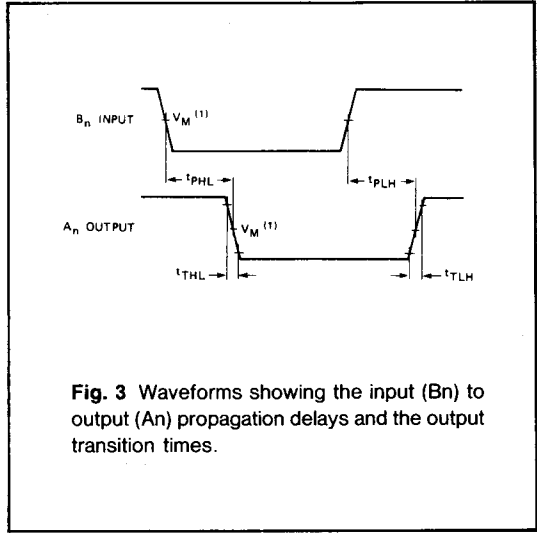 Bn INPUT
VM (1)
tPHL
tPLH
An OUTPUT
VM (1)
tTHL
tTLH
Fig. 3 Waveforms showing the input (Bn) to
output (An) propagation delays and the output
transition times.